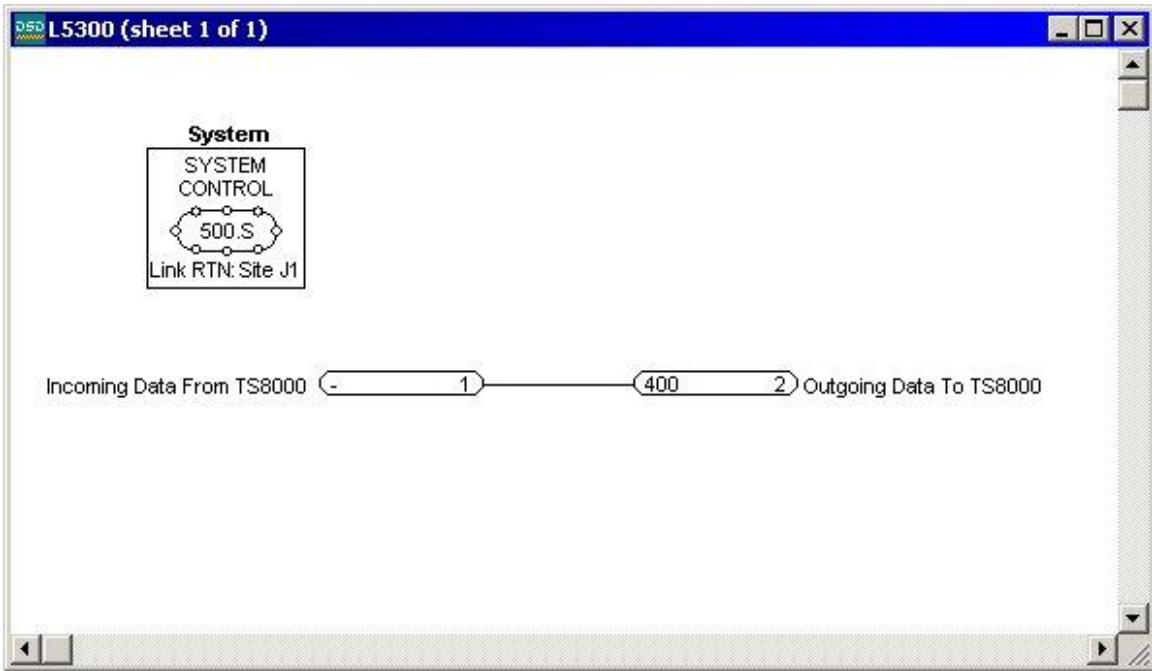 DSD L5300 (sheet 1 of 1)
System
SYSTEM
CONTROL
500.S
Link RTN: Site J1
Incoming Data From TS8000 - 1 400 2 Outgoing Data To TS8000